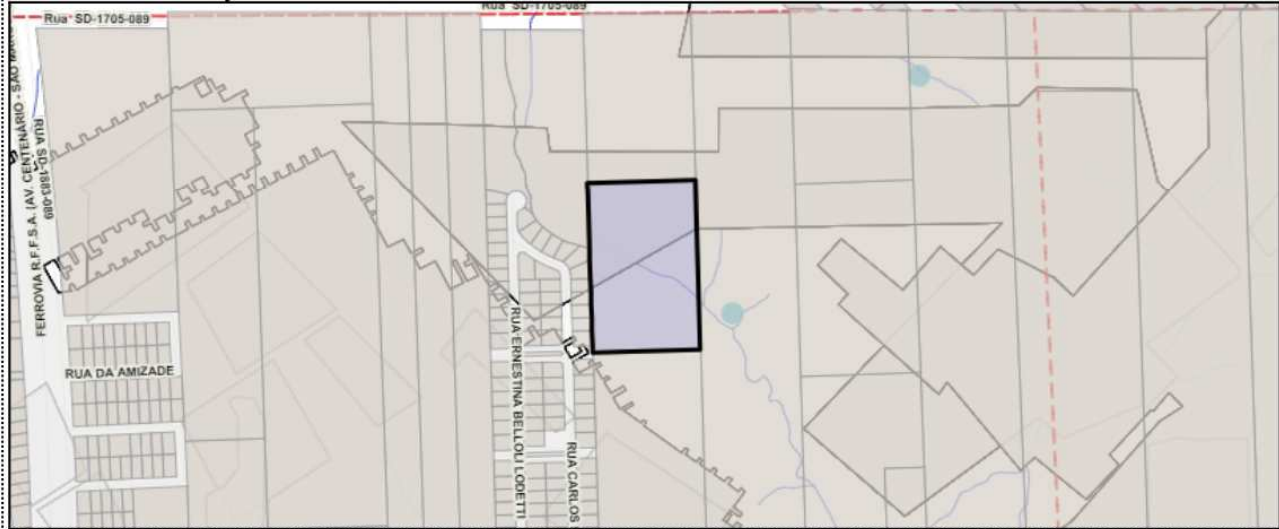 Rua SD-1705-089
Rua SD-1705-089
FERROVIA R.F.F.S.A. (AV. CENTENÁRIO - SÃO
RUA SD-1683-089
RUA DA AMIZADE
RUA ERNESTINA BELLOLI LODETTI
RUA CARLOS